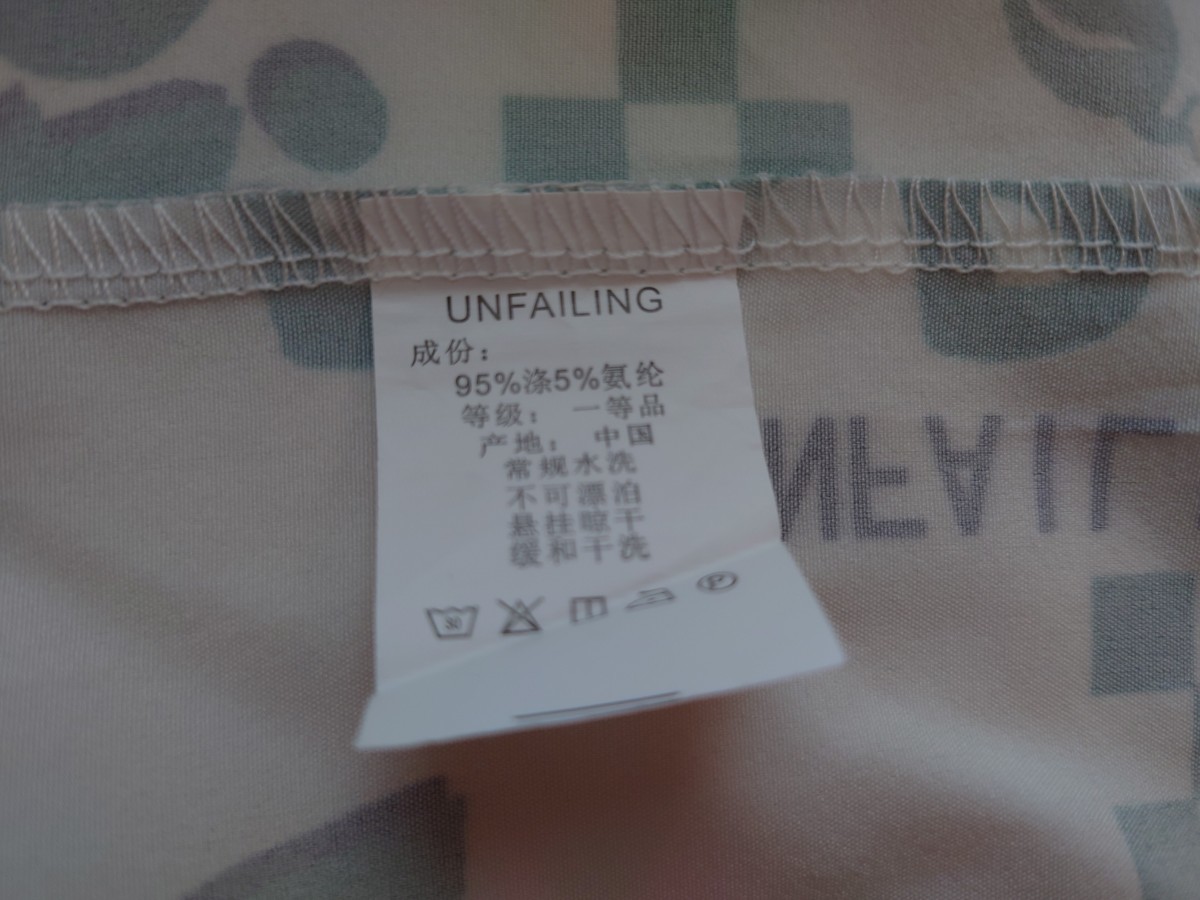 UNFAILING
成份：
95%涤5%氨纶
等级： 一等品
产地： 中国
常规水洗
不可漂泊
悬挂晾干
缓和干洗
30
P